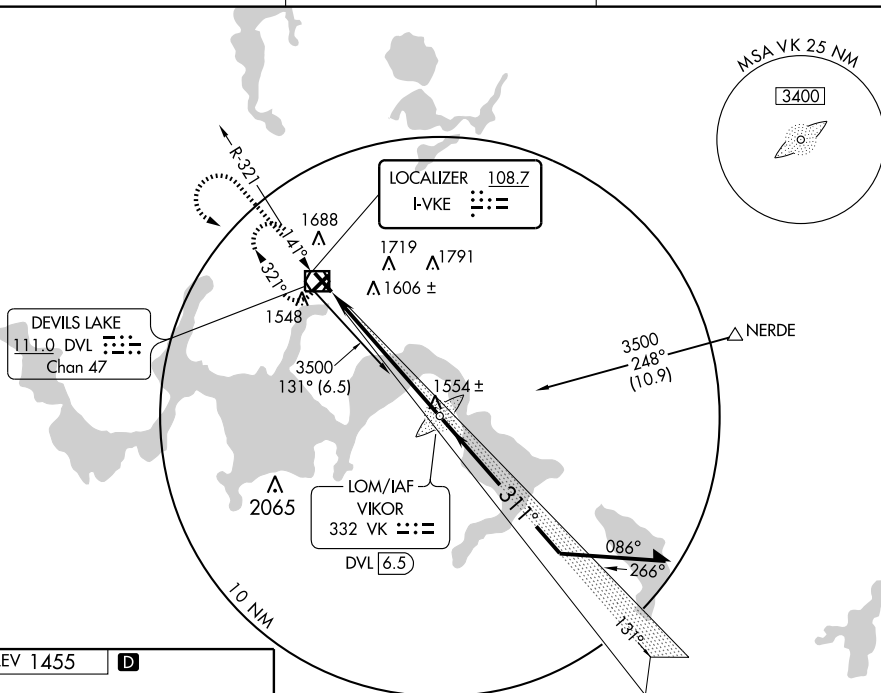 MSA VK 25 NM
3400
R-321
LOCALIZER 108.7
I-VKE
1688
141°
1719
1791
321°
1606 ±
1548
DEVILS LAKE
111.0 DVL
Chan 47
NERDE
3500
248°
(10.9)
3500
131° (6.5)
1554 ±
2065
LOM/IAF
VIKOR
332 VK
DVL 6.5
311°
086°
266°
10 NM
131°
EV 1455 D